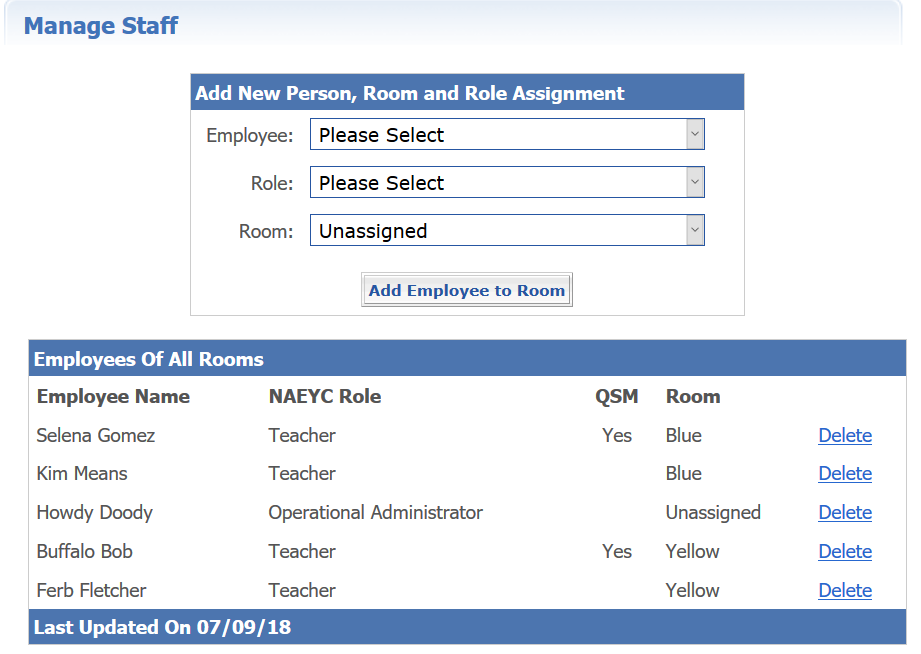 Manage Staff
Add New Person, Room and Role Assignment
Employee: Please Select
Role: Please Select
Room: Unassigned
Add Employee to Room
Employees Of All Rooms
Employee Name NAEYC Role QSM Room
Selena Gomez Teacher Yes Blue Delete
Kim Means Teacher Blue Delete
Howdy Doody Operational Administrator Unassigned Delete
Buffalo Bob Teacher Yes Yellow Delete
Ferb Fletcher Teacher Yellow Delete
Last Updated On 07/09/18